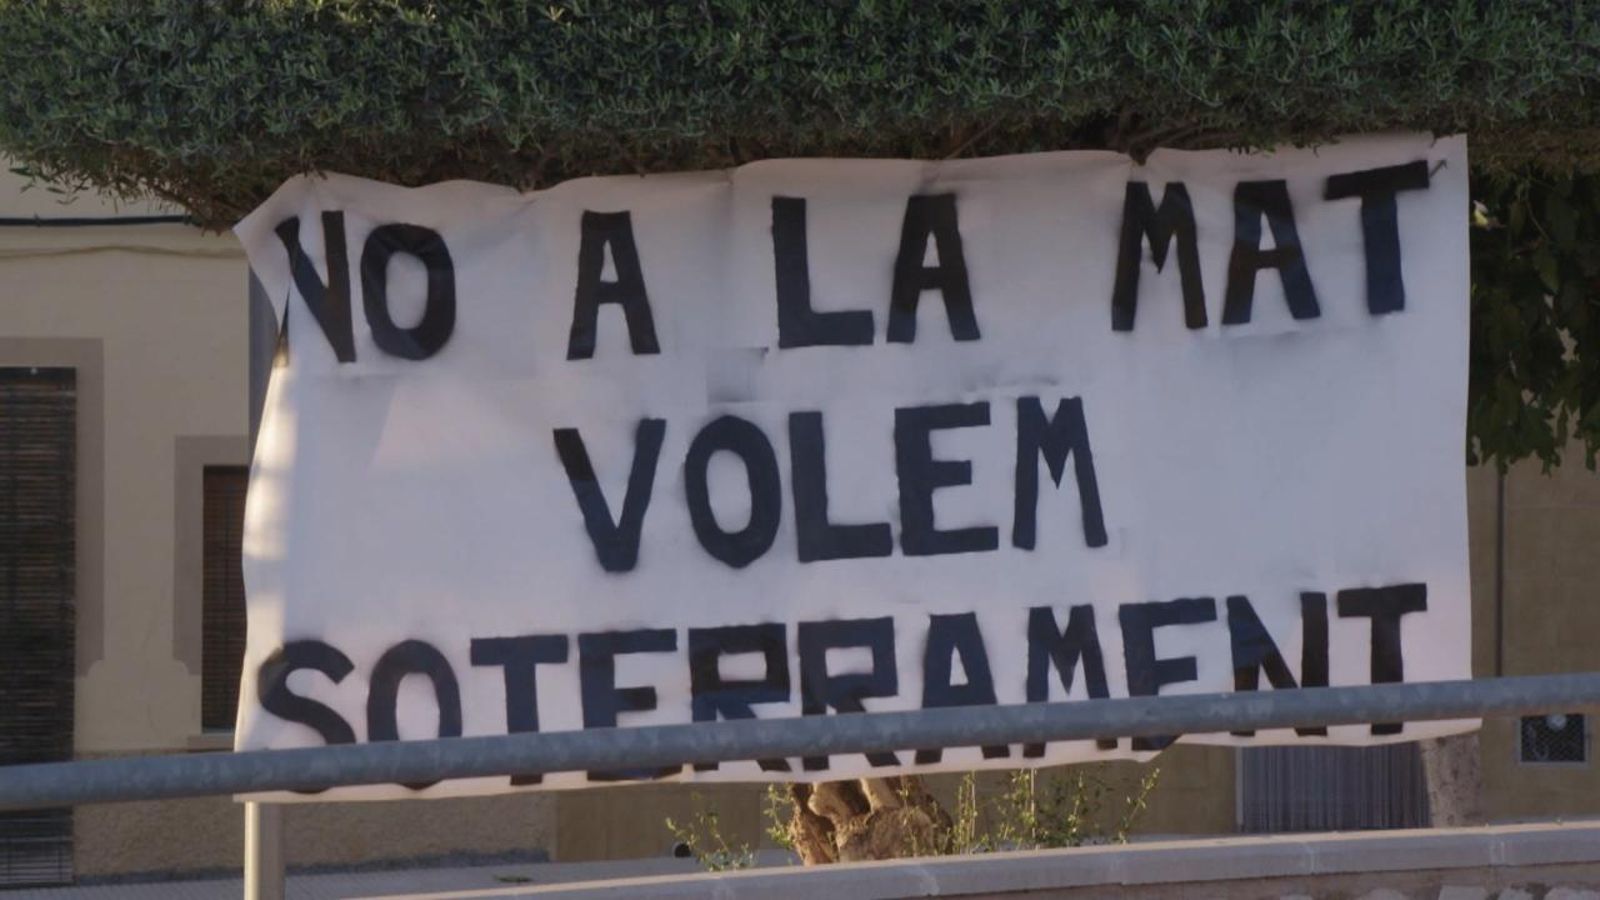 NO A LA MAT
VOLEM
SOTERRAMENT